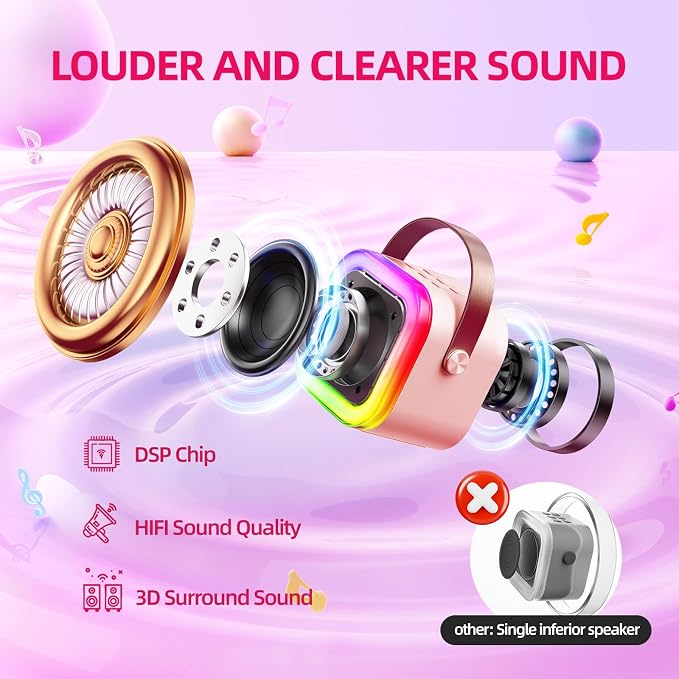 LOUDER AND CLEARER SOUND
DSP Chip
HIFI Sound Quality
3D Surround Sound
other: Single inferior speaker